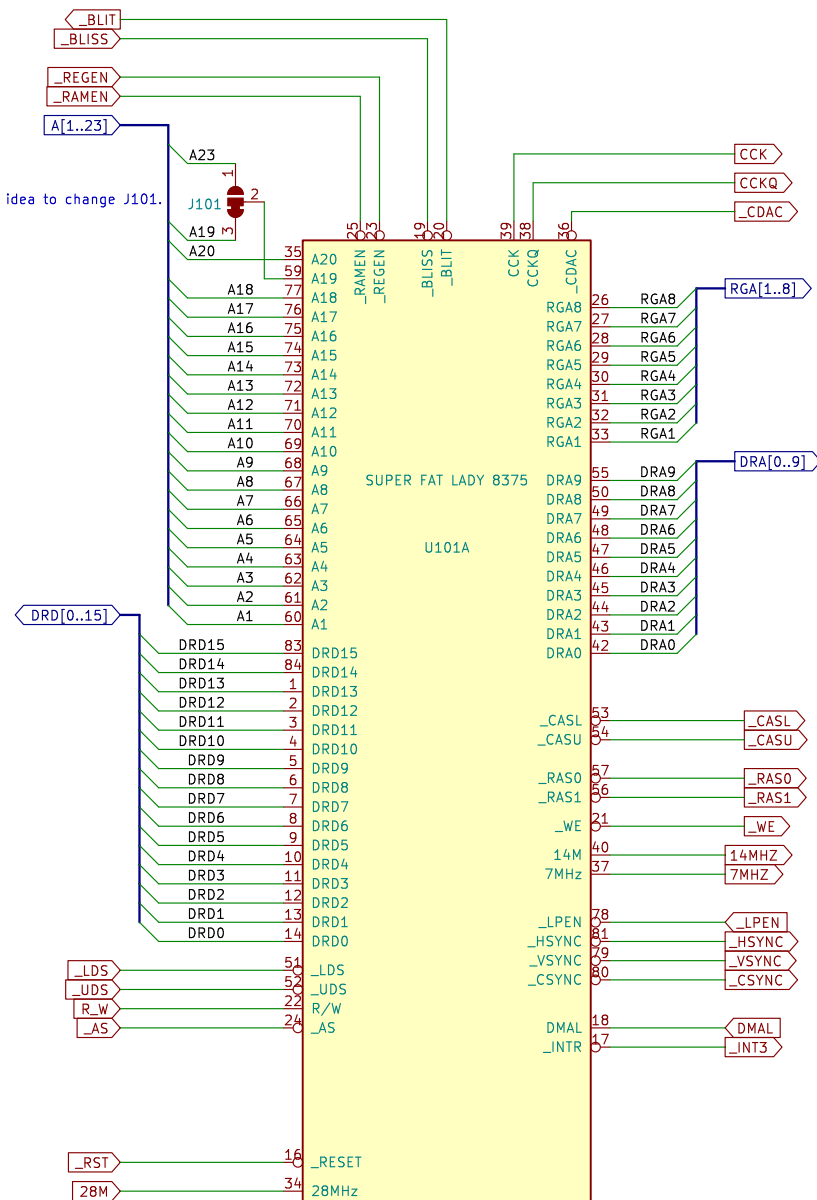 _BLIT
_BLISS
_REGEN
_RAMEN
A[1..23]
A23
1
idea to change J101.
J101
2
3
A19
A20
CCK
CCKQ
_CDAC
25
23
19
20
39
38
36
_RAMEN
_REGEN
_BLISS
_BLIT
CCK
CCKQ
_CDAC
35 A20
59 A19
A18 77 A18
A17 76 A17
A16 75 A16
A15 74 A15
A14 73 A14
A13 72 A13
A12 71 A12
A11 70 A11
A10 69 A10
A9 68 A9
A8 67 A8
A7 66 A7
A6 65 A6
A5 64 A5
A4 63 A4
A3 62 A3
A2 61 A2
A1 60 A1
DRD[0..15]
DRD15 83 DRD15
DRD14 84 DRD14
DRD13 1 DRD13
DRD12 2 DRD12
DRD11 3 DRD11
DRD10 4 DRD10
DRD9 5 DRD9
DRD8 6 DRD8
DRD7 7 DRD7
DRD6 8 DRD6
DRD5 9 DRD5
DRD4 10 DRD4
DRD3 11 DRD3
DRD2 12 DRD2
DRD1 13 DRD1
DRD0 14 DRD0
_LDS 51 _LDS
_UDS 52 _UDS
R_W 22 R/W
_AS 24 _AS
_RST 16 _RESET
28M 34 28MHz
SUPER FAT LADY 8375
U101A
RGA[1..8]
RGA8 26 RGA8
RGA7 27 RGA7
RGA6 28 RGA6
RGA5 29 RGA5
RGA4 30 RGA4
RGA3 31 RGA3
RGA2 32 RGA2
RGA1 33 RGA1
DRA[0..9]
DRA9 55 DRA9
DRA8 50 DRA8
DRA7 49 DRA7
DRA6 48 DRA6
DRA5 47 DRA5
DRA4 46 DRA4
DRA3 45 DRA3
DRA2 44 DRA2
DRA1 43 DRA1
DRA0 42 DRA0
_CASL 53 _CASL
_CASU 54 _CASU
_RAS0 57 _RAS0
_RAS1 56 _RAS1
_WE 21 _WE
14M 40 14MHZ
7MHz 37 7MHZ
_LPEN 78 _LPEN
_HSYNC 81 _HSYNC
_VSYNC 79 _VSYNC
_CSYNC 80 _CSYNC
DMAL 18 DMAL
_INTR 17 _INT3